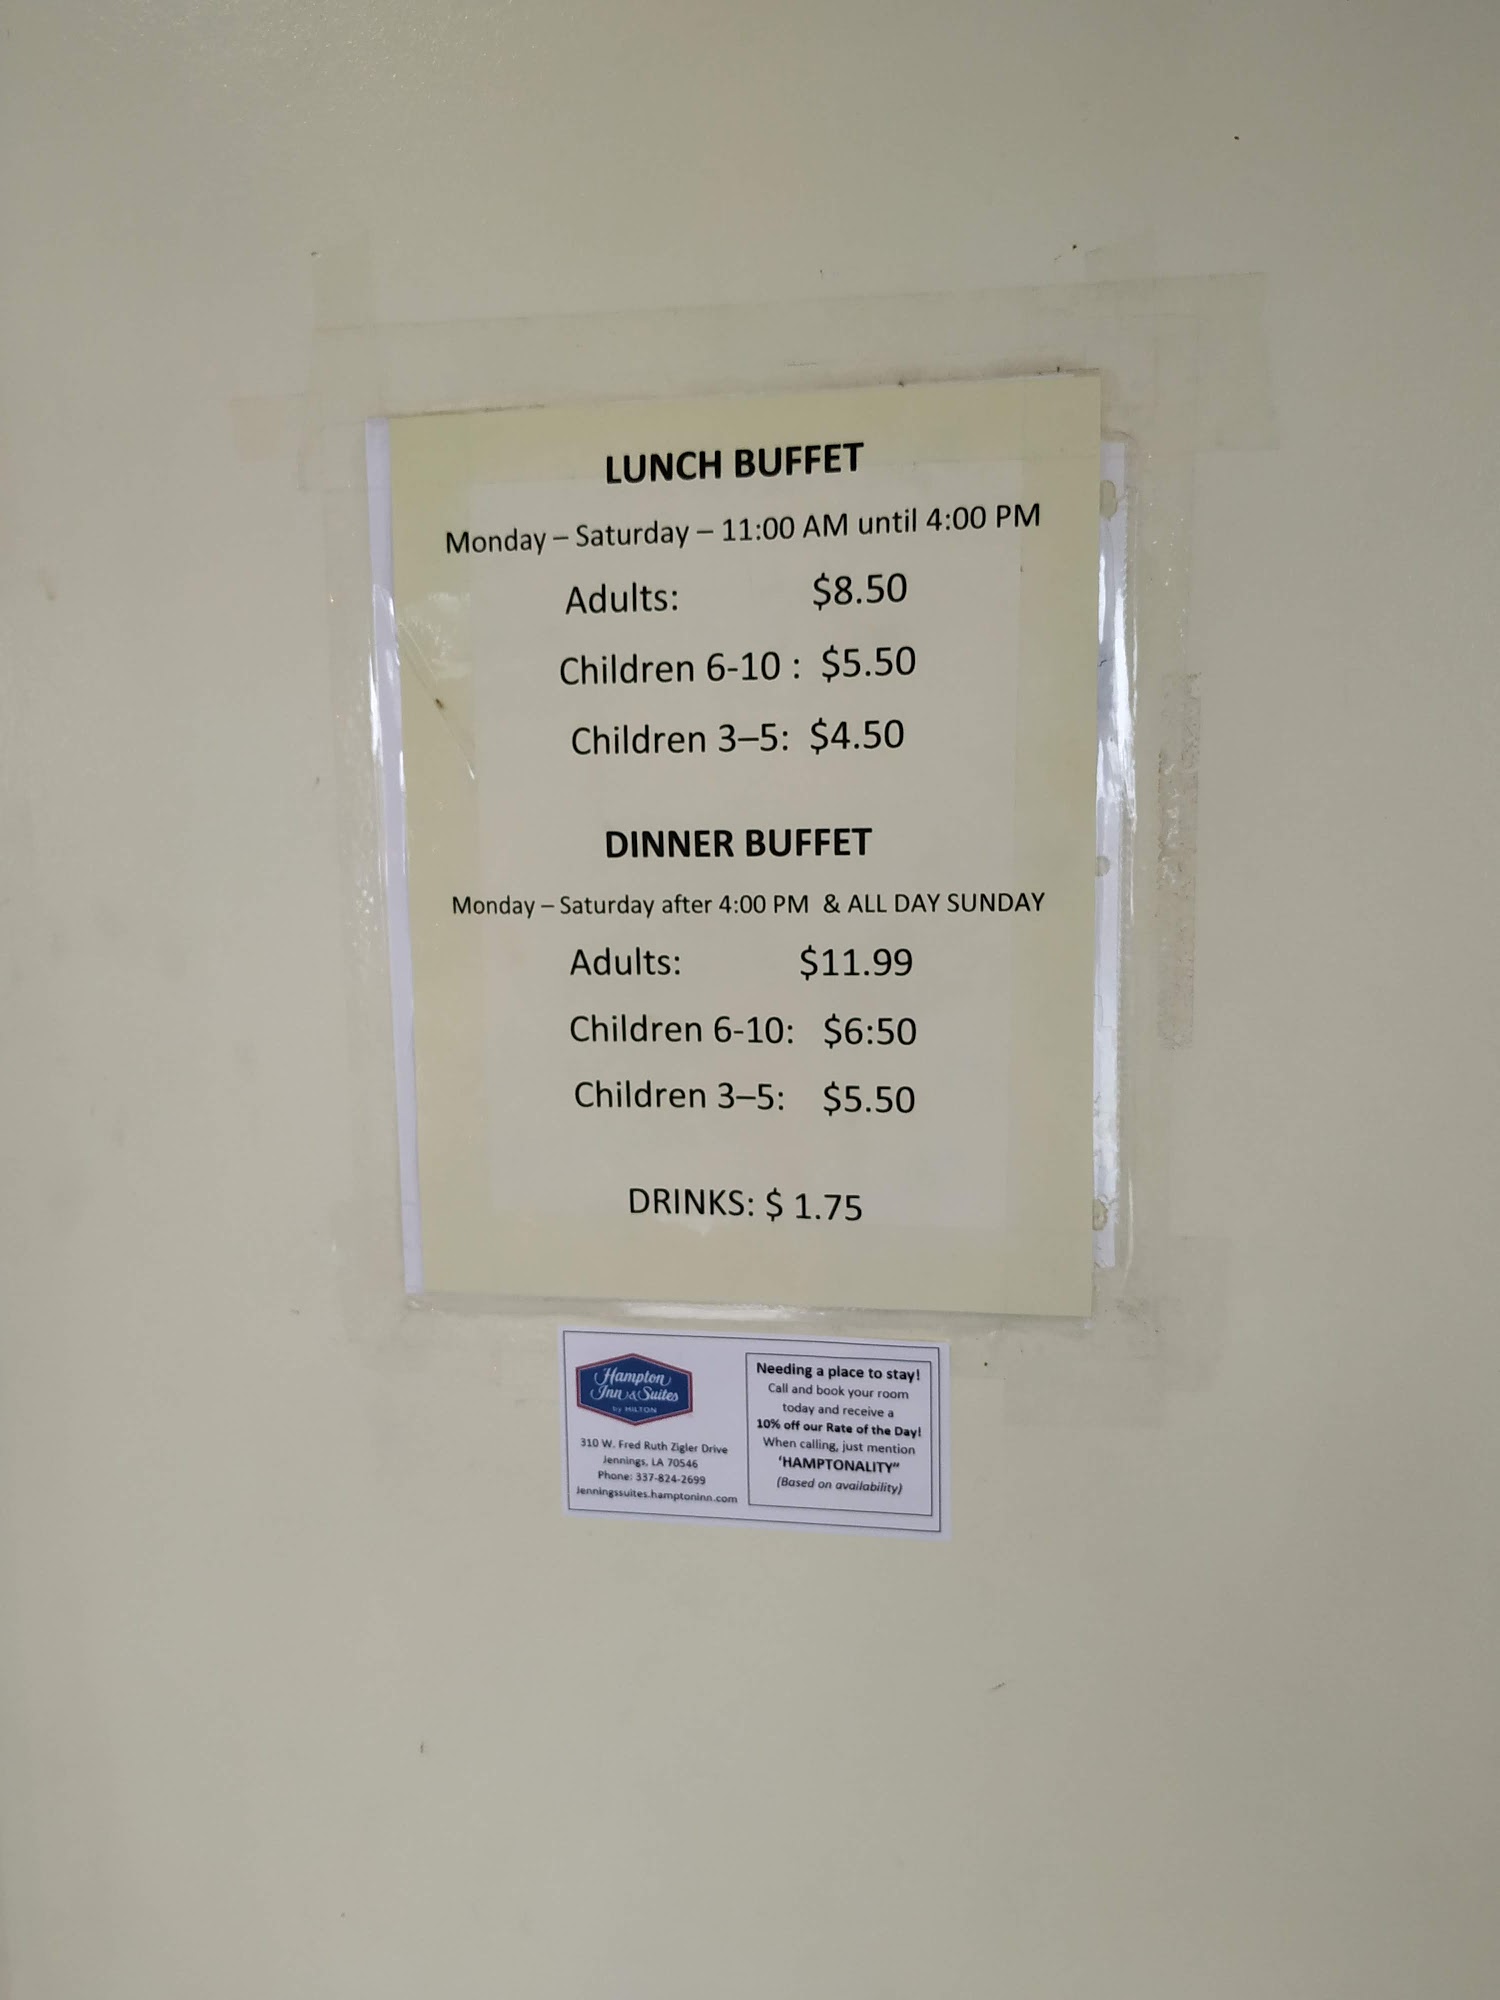 LUNCH BUFFET
Monday – Saturday – 11:00 AM until 4:00 PM
Adults: $8.50
Children 6-10 : $5.50
Children 3–5: $4.50
DINNER BUFFET
Monday – Saturday after 4:00 PM & ALL DAY SUNDAY
Adults: $11.99
Children 6-10: $6:50
Children 3–5: $5.50
DRINKS: $ 1.75
Hampton
Inn & Suites
by HILTON
310 W. Fred Ruth Zigler Drive
Jennings, LA 70546
Phone: 337-824-2699
Jenningssuites.hamptoninn.com
Needing a place to stay!
Call and book your room
today and receive a
10% off our Rate of the Day!
When calling, just mention
'HAMPTONALITY"
(Based on availability)